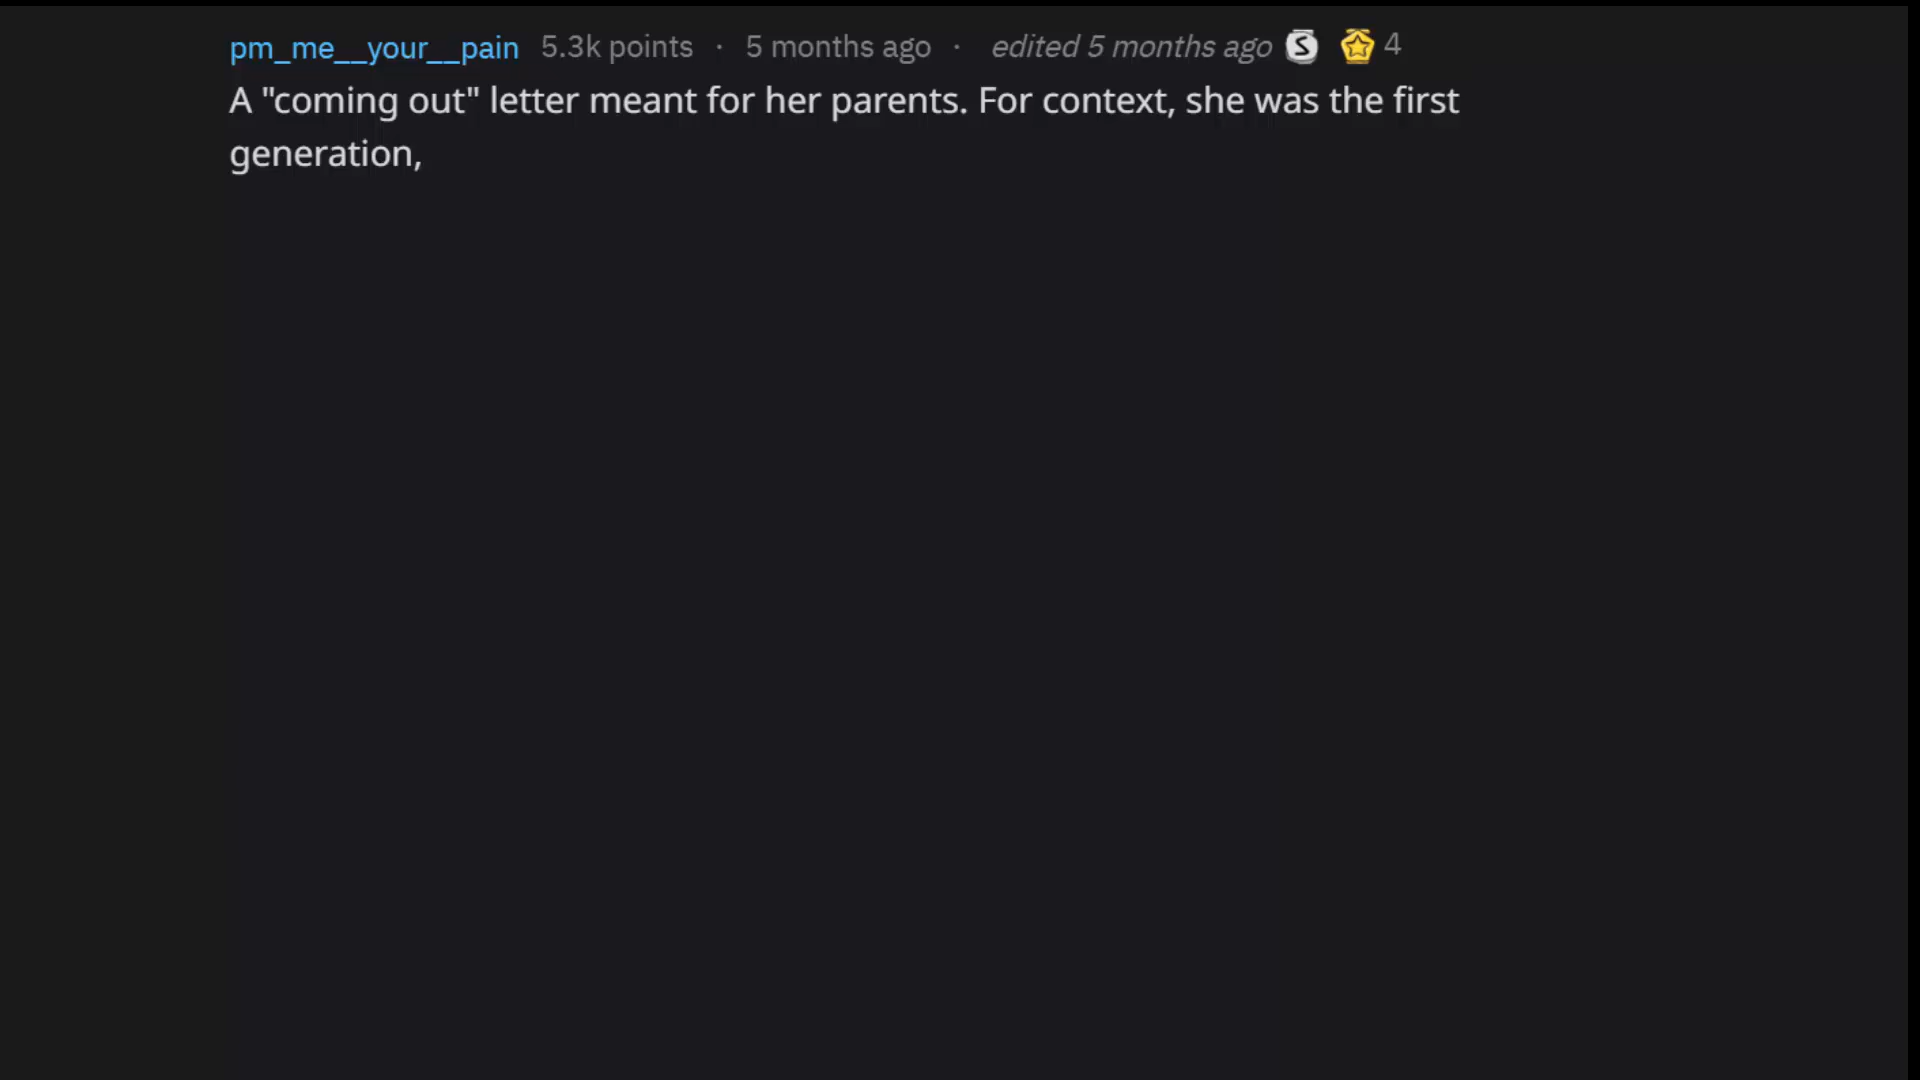 pm_me__your__pain 5.3k points · 5 months ago · edited 5 months ago S 4
A "coming out" letter meant for her parents. For context, she was the first
generation,